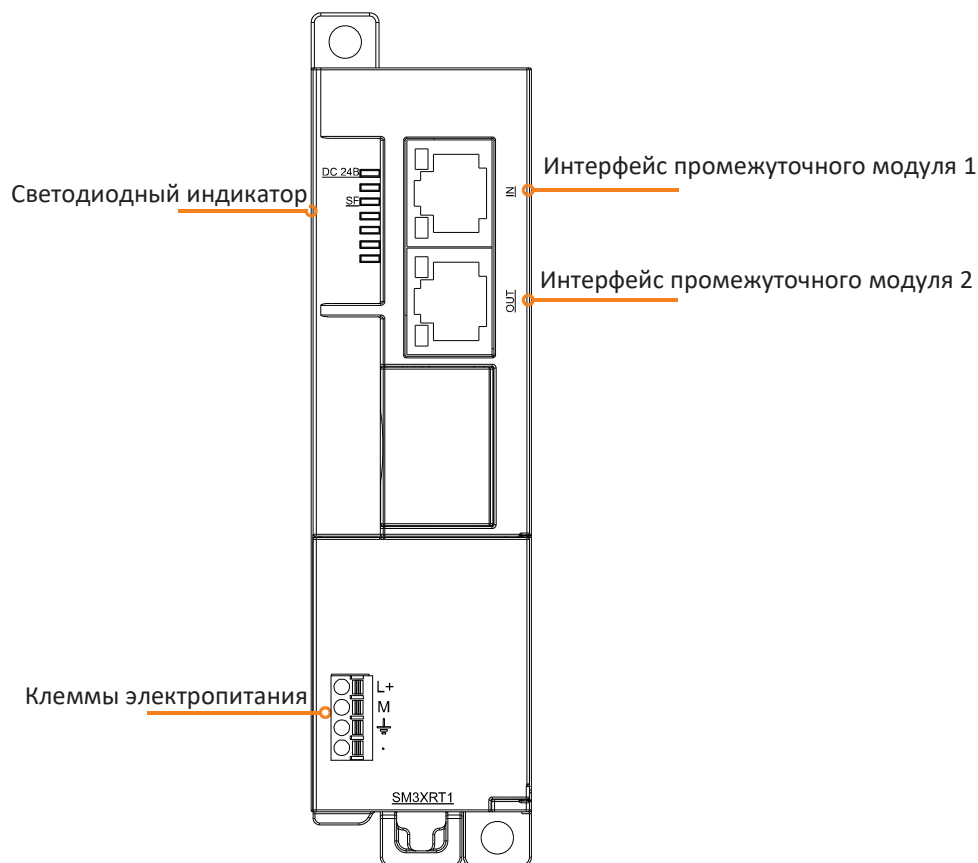 DC 24В
SF
Светодиодный индикатор
IN
Интерфейс промежуточного модуля 1
OUT
Интерфейс промежуточного модуля 2
Клеммы электропитания
L+
M
SM3XRT1